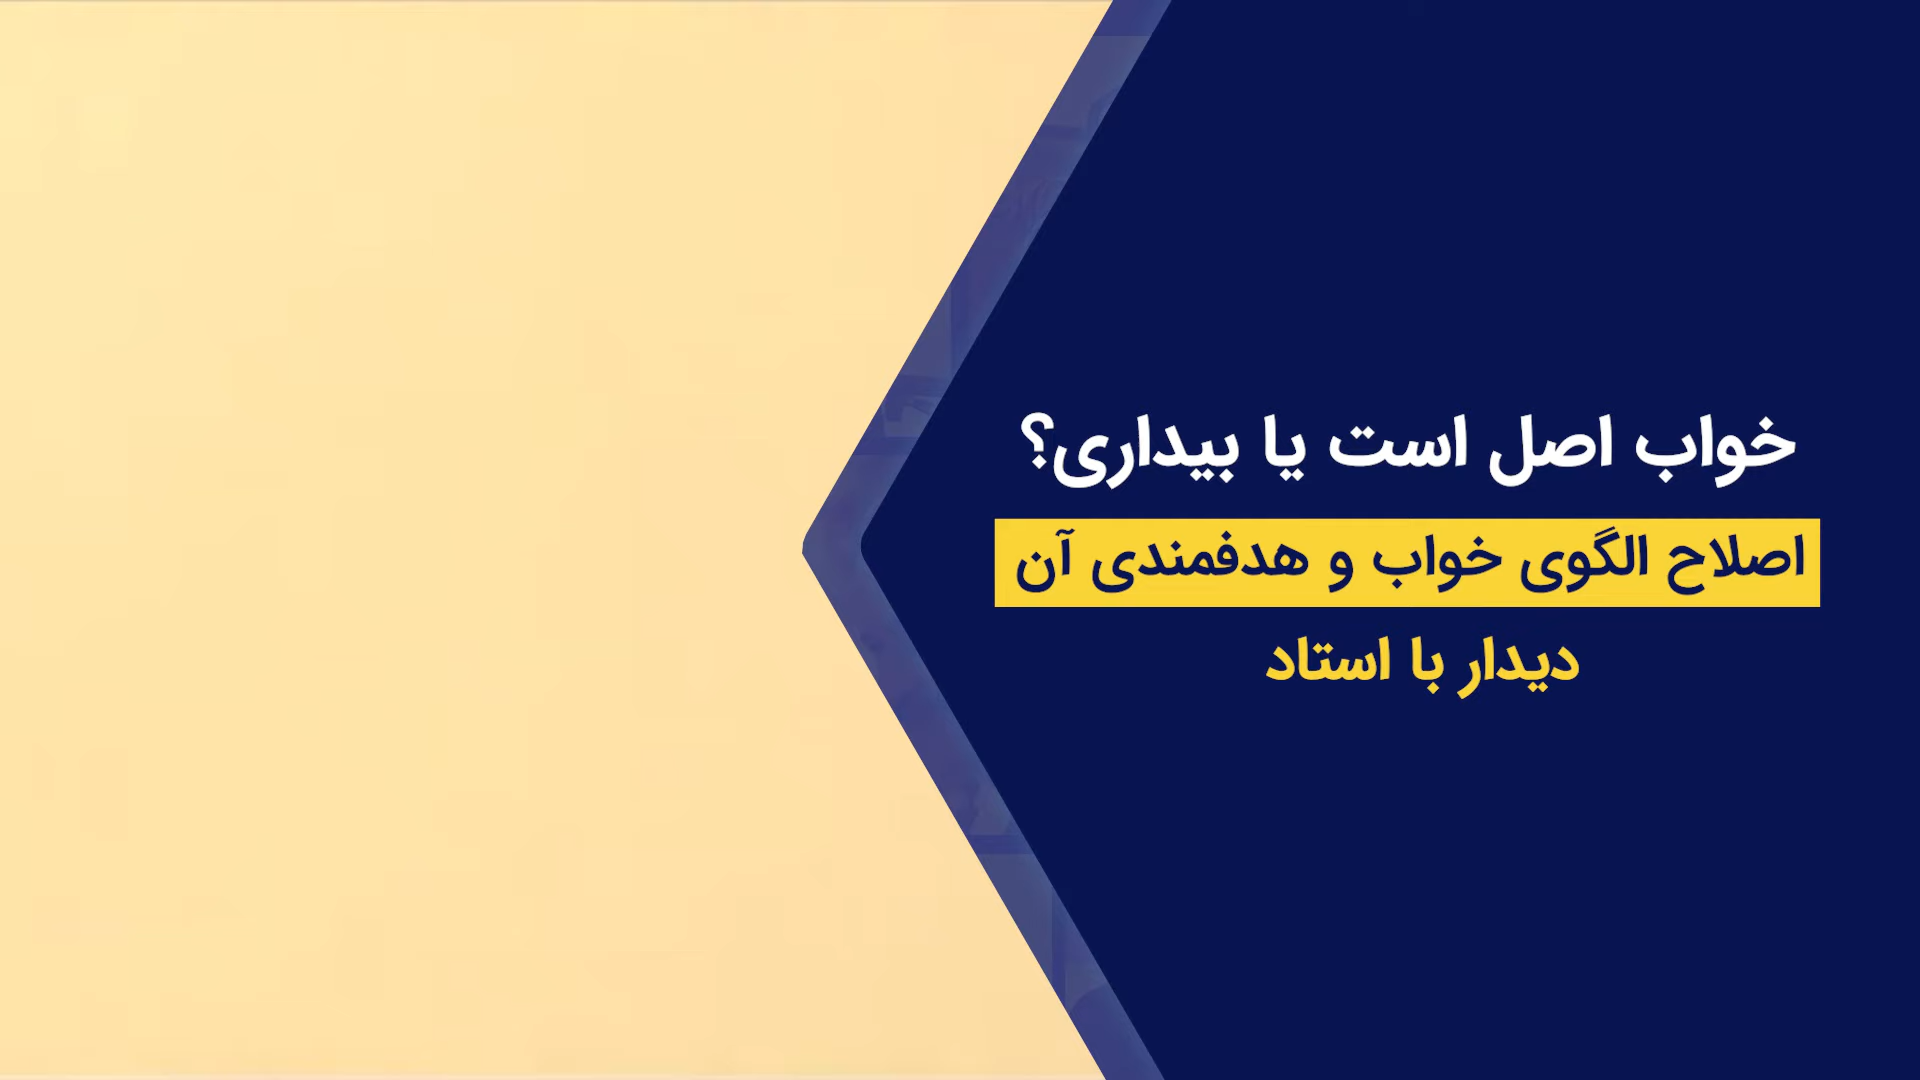 خواب اصل است یا بیداری؟
اصلاح الگوی خواب و هدفمندی آن
دیدار با استاد